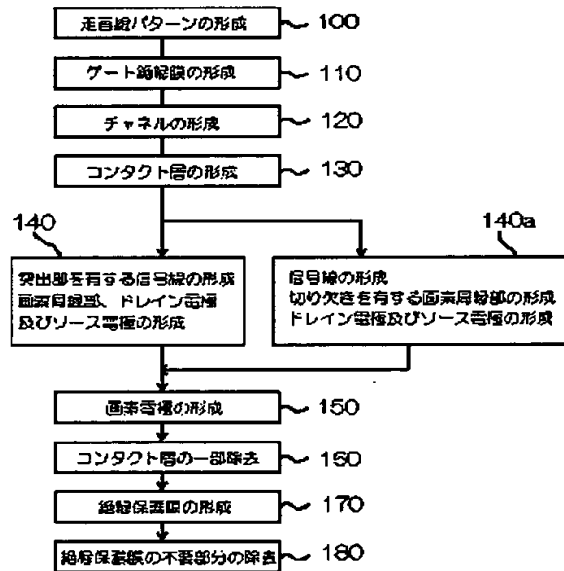 走査線パターンの形成 100
ゲート絶縁膜の形成 110
チャネルの形成 120
コンタクト層の形成 130
140
突出部を有する信号線の形成
画素周縁部、ドレイン電極
及びソース電極の形成
140a
信号線の形成
切り欠きを有する画素周縁部の形成
ドレイン電極及びソース電極の形成
画素電極の形成 150
コンタクト層の一部除去 160
絶縁保護膜の形成 170
絶縁保護膜の不要部分の除去 180